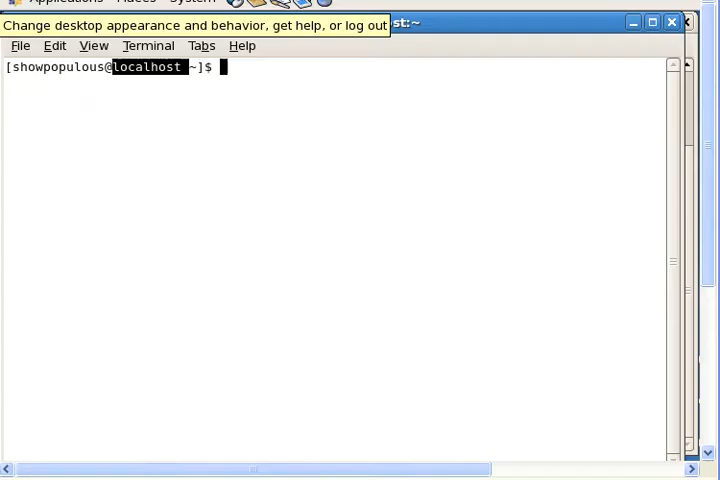 Applications Places System
Change desktop appearance and behavior, get help, or log out
st:~
File Edit View Terminal Tabs Help
[showpopulous@localhost ~]$